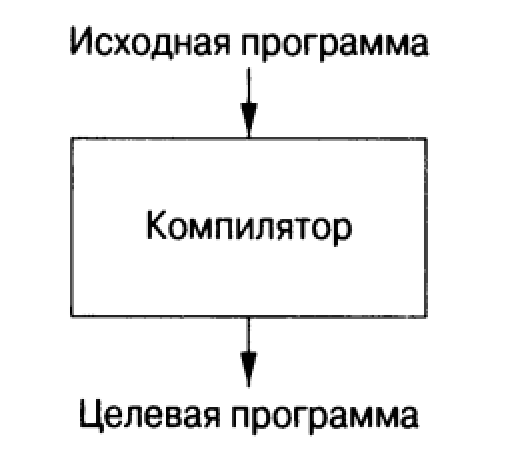 Исходная программа
Компилятор
Целевая программа